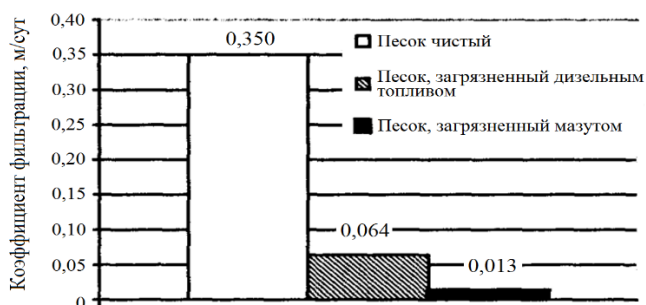 Коэффициент фильтрации, м/сут
0,40
0,35
0,30
0,25
0,20
0,15
0,10
0,05
0
0,350
0,064
0,013
Песок чистый
Песок, загрязненный дизельным
топливом
Песок, загрязненный мазутом